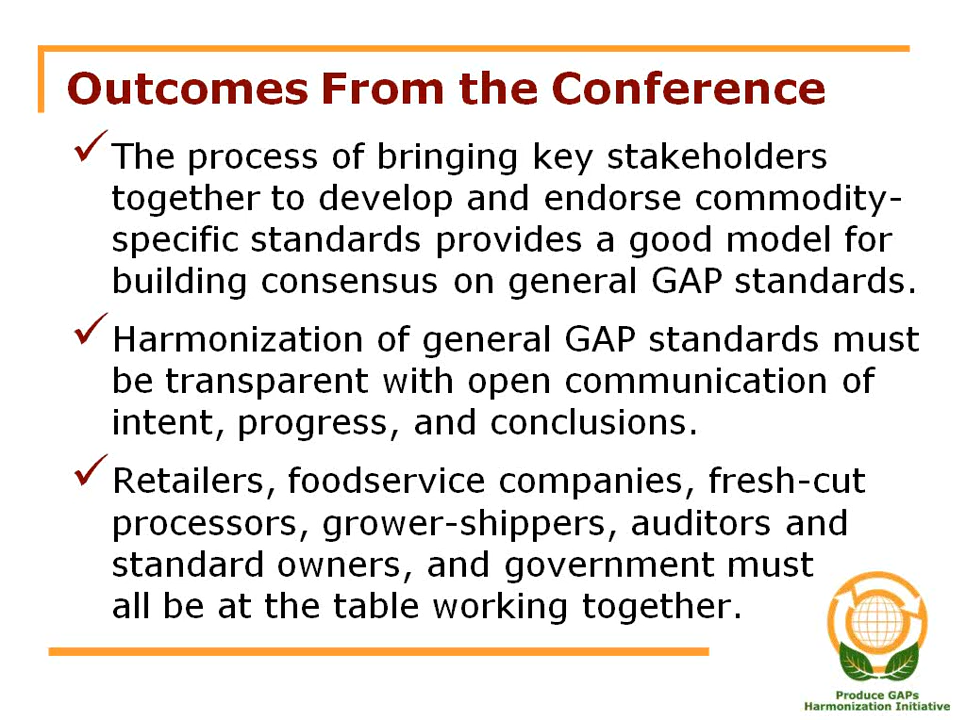 Outcomes From the Conference
✓ The process of bringing key stakeholders
together to develop and endorse commodity-
specific standards provides a good model for
building consensus on general GAP standards.
✓ Harmonization of general GAP standards must
be transparent with open communication of
intent, progress, and conclusions.
✓ Retailers, foodservice companies, fresh-cut
processors, grower-shippers, auditors and
standard owners, and government must
all be at the table working together.
Produce GAPs
Harmonization Initiative